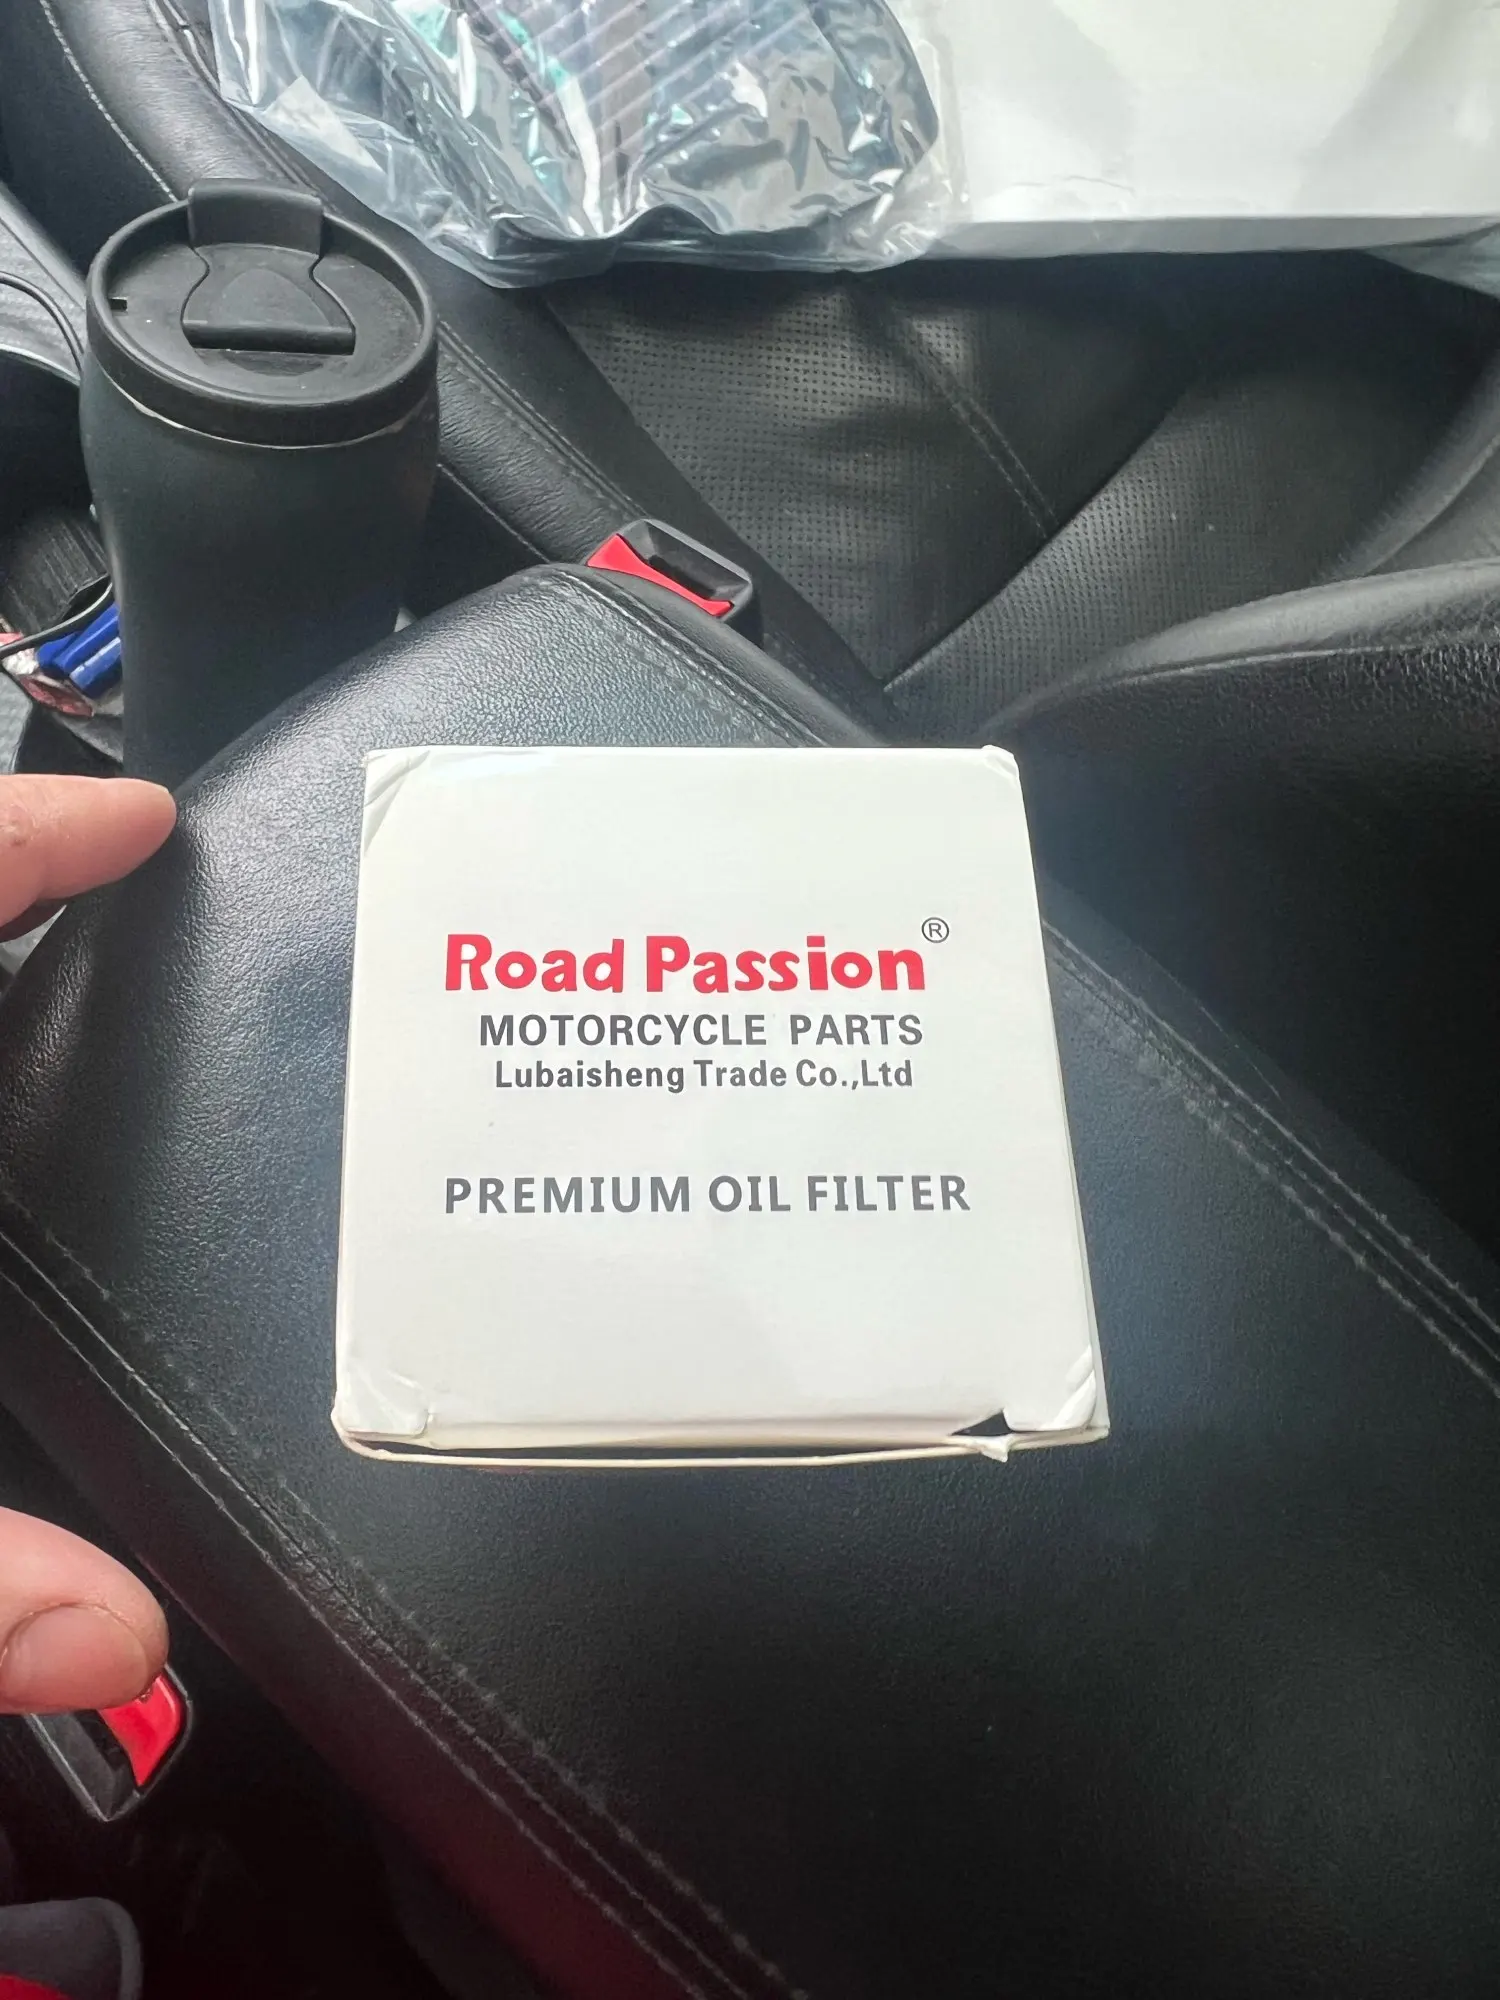 Road Passion®
MOTORCYCLE PARTS
Lubaisheng Trade Co.,Ltd
PREMIUM OIL FILTER